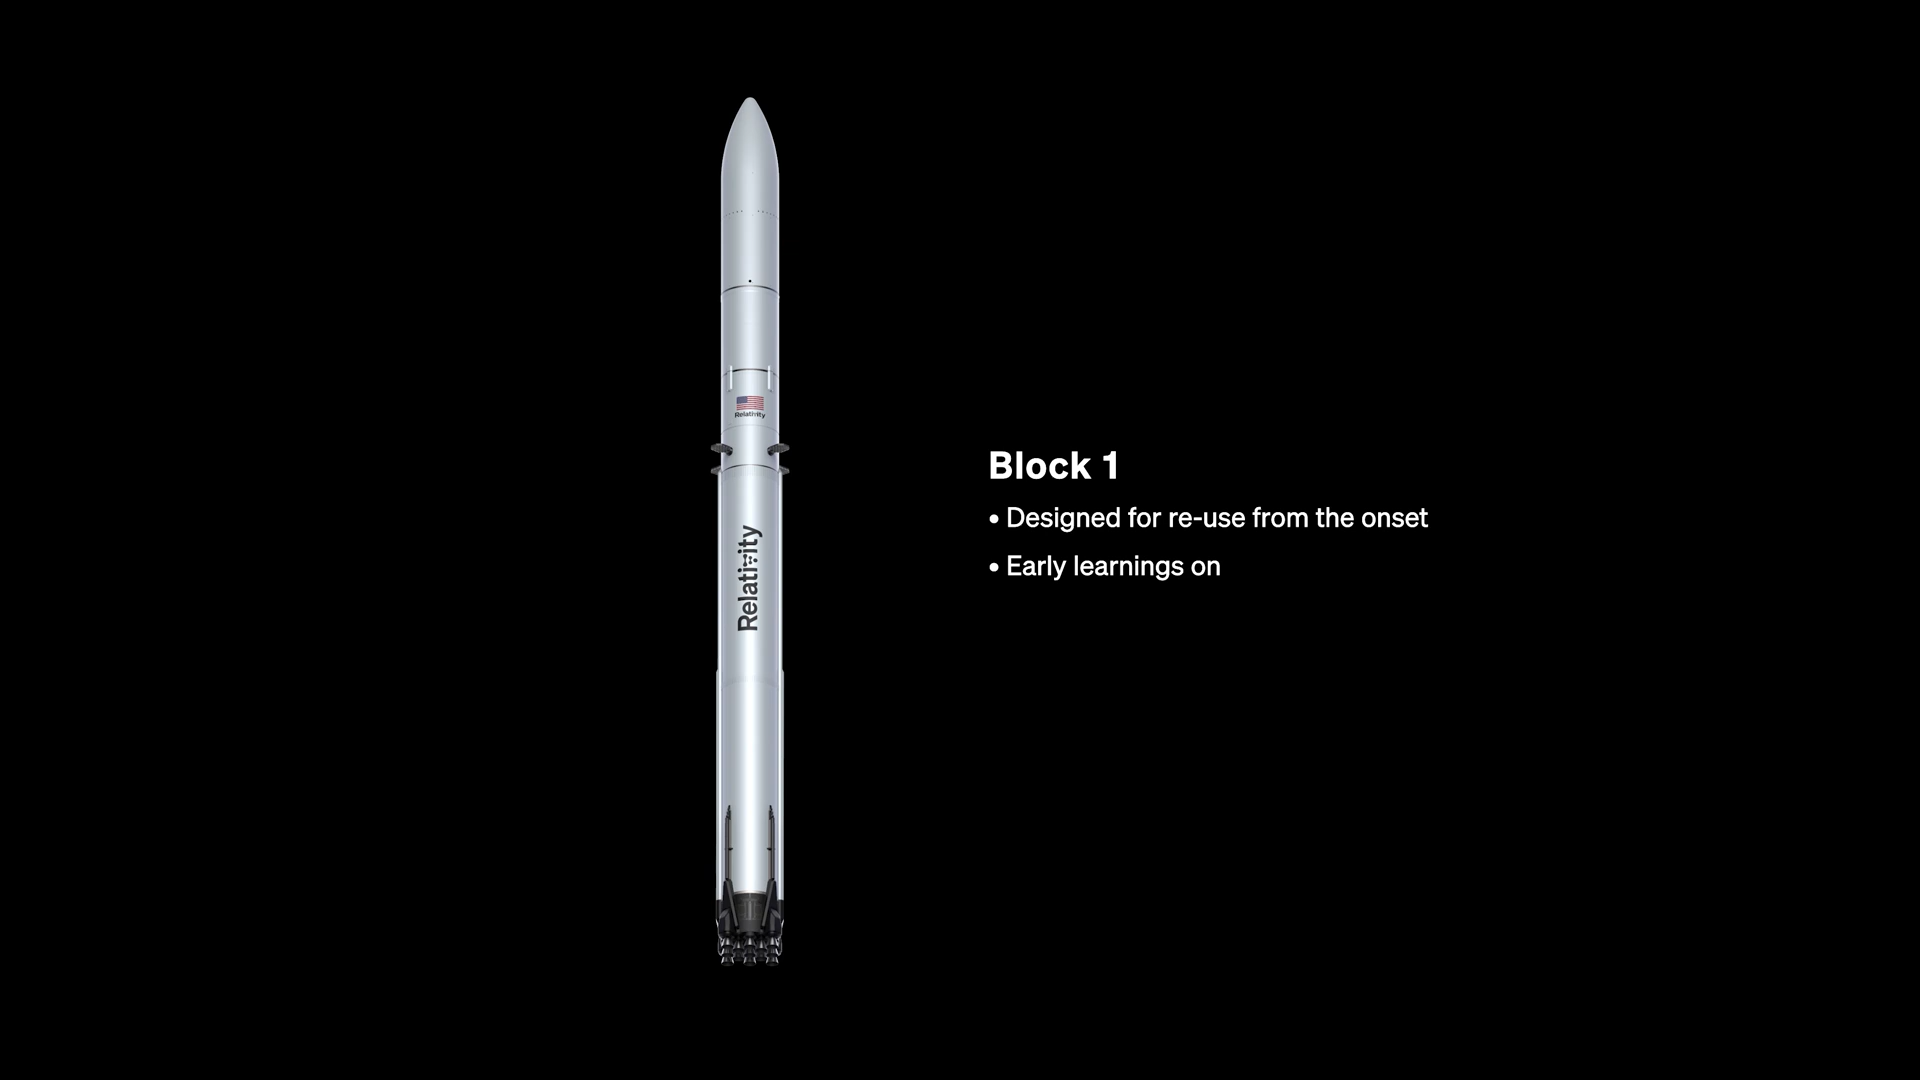 Relativity
Relativity
Block 1
• Designed for re-use from the onset
• Early learnings on